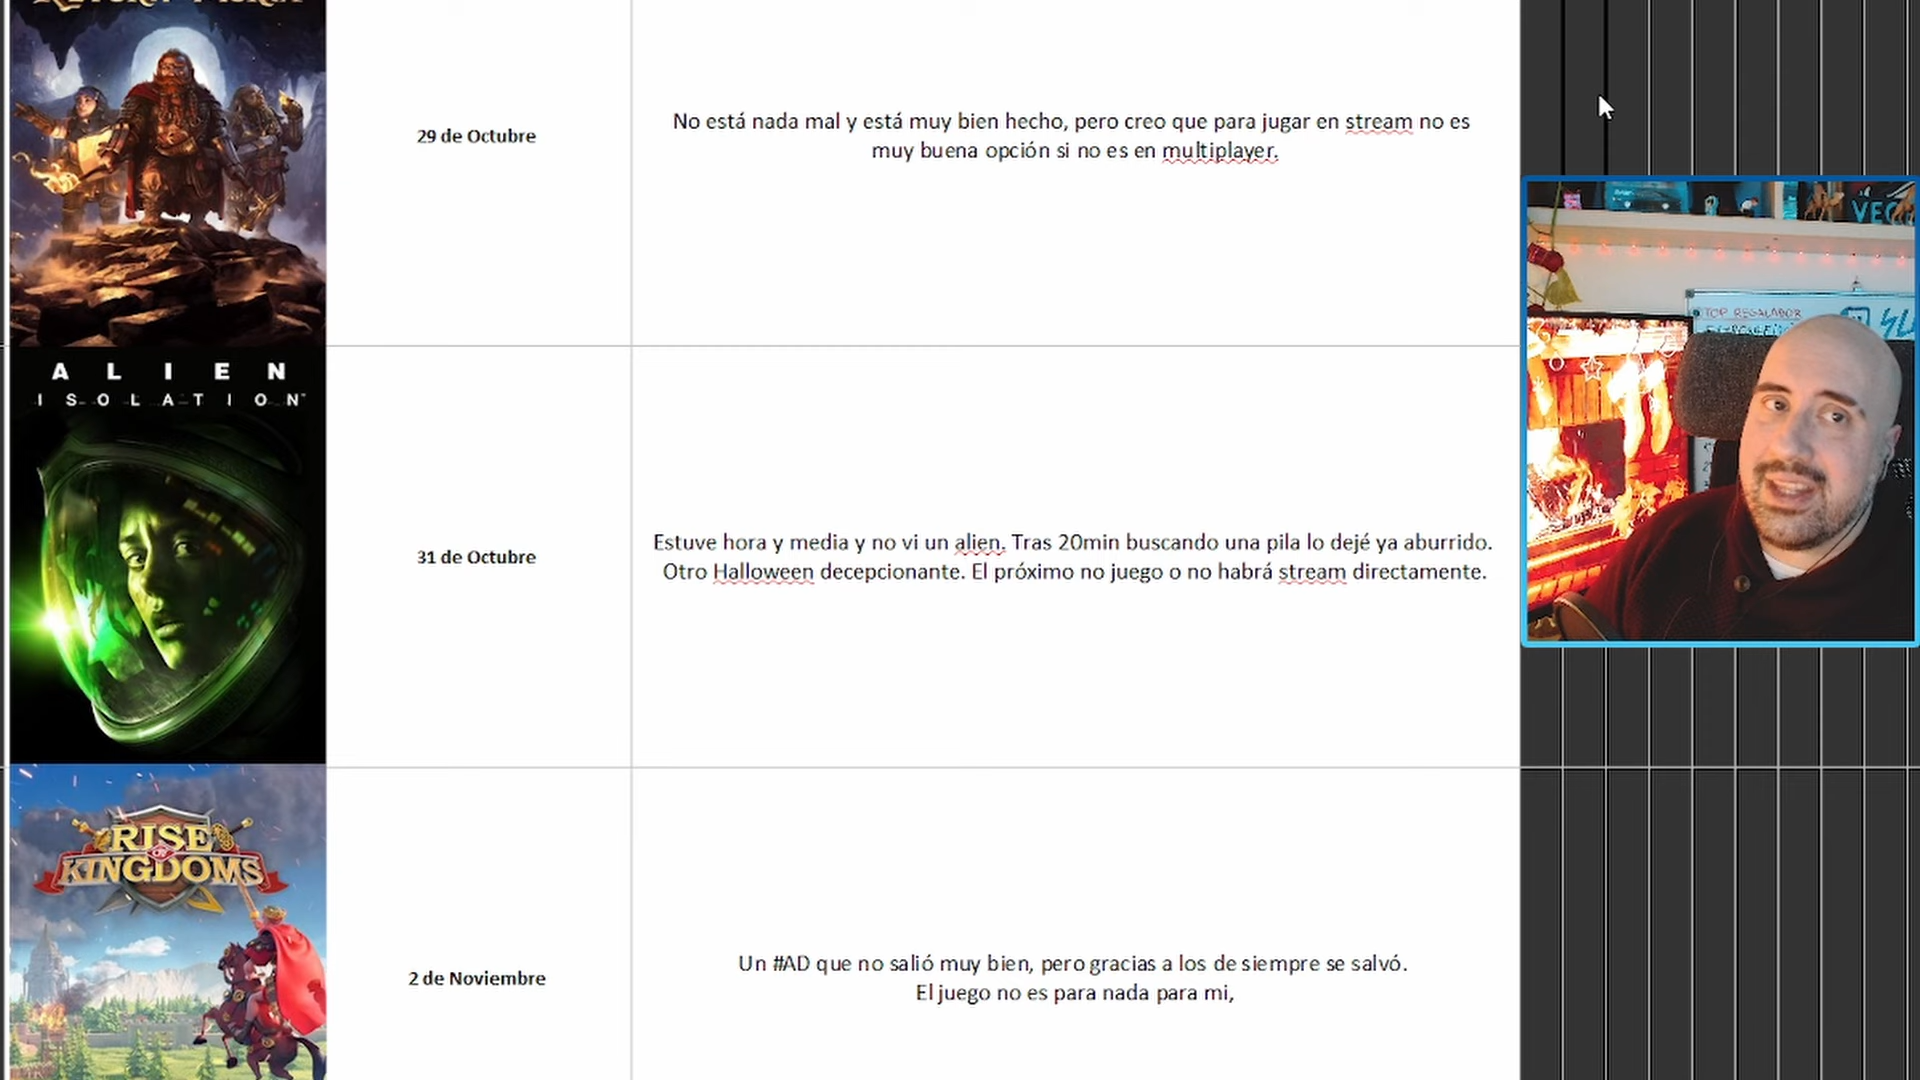 29 de Octubre
No está nada mal y está muy bien hecho, pero creo que para jugar en stream no es
muy buena opción si no es en multiplayer.
TOP REGALADOR
ALIEN
ISOLATION
31 de Octubre
Estuve hora y media y no vi un alien. Tras 20min buscando una pila lo dejé ya aburrido.
Otro Halloween decepcionante. El próximo no juego o no habrá stream directamente.
RISE
OF
KINGDOMS
2 de Noviembre
Un #AD que no salió muy bien, pero gracias a los de siempre se salvó.
El juego no es para nada para mi,